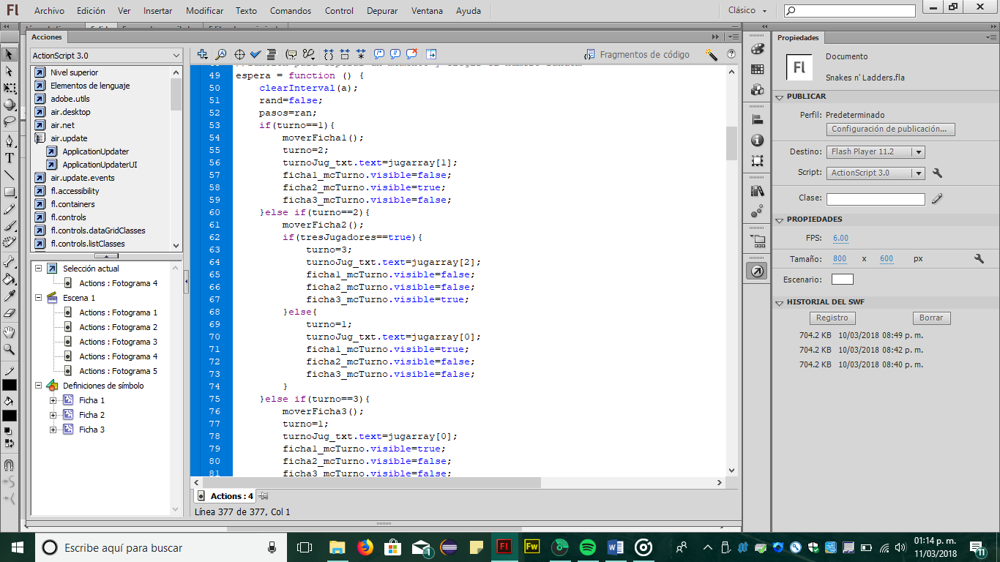 Fl Archivo Edición Ver Insertar Modificar Texto Comandos Control Depurar Ventana Ayuda Clásico
Acciones
ActionScript 3.0
Nivel superior
Elementos de lenguaje
adobe.utils
air.desktop
air.net
air.update
ApplicationUpdater
ApplicationUpdaterUI
air.update.events
fl.accessibility
fl.containers
fl.controls
fl.controls.dataGridClasses
fl.controls.listClasses
Selección actual
Actions : Fotograma 4
Escena 1
Actions : Fotograma 1
Actions : Fotograma 2
Actions : Fotograma 3
Actions : Fotograma 4
Actions : Fotograma 5
Definiciones de símbolo
Ficha 1
Ficha 2
Ficha 3
Fragmentos de código
49 espera = function () {
50 clearInterval(a);
51 rand=false;
52 pasos=ran;
53 if(turno==1){
54 moverFicha1();
55 turno=2;
56 turnoJug_txt.text=jugarray[1];
57 ficha1_mcTurno.visible=false;
58 ficha2_mcTurno.visible=true;
59 ficha3_mcTurno.visible=false;
60 }else if(turno==2){
61 moverFicha2();
62 if(tresJugadores==true){
63 turno=3;
64 turnoJug_txt.text=jugarray[2];
65 ficha1_mcTurno.visible=false;
66 ficha2_mcTurno.visible=false;
67 ficha3_mcTurno.visible=true;
68 }else{
69 turno=1;
70 turnoJug_txt.text=jugarray[0];
71 ficha1_mcTurno.visible=true;
72 ficha2_mcTurno.visible=false;
73 ficha3_mcTurno.visible=false;
74 }
75 }else if(turno==3){
76 moverFicha3();
77 turno=1;
78 turnoJug_txt.text=jugarray[0];
79 ficha1_mcTurno.visible=true;
80 ficha2_mcTurno.visible=false;
81 ficha3_mcTurno.visible=false;
Actions : 4
Línea 377 de 377, Col 1
Propiedades
Fl
Documento
Snakes n' Ladders.fla
PUBLICAR
Perfil: Predeterminado
Configuración de publicación...
Destino: Flash Player 11.2
Script: ActionScript 3.0
Clase:
PROPIEDADES
FPS: 6.00
Tamaño: 800 x 600 px
Escenario:
HISTORIAL DEL SWF
Registro Borrar
704.2 KB 10/03/2018 08:49 p. m.
704.2 KB 10/03/2018 08:42 p. m.
704.2 KB 10/03/2018 08:40 p. m.
Escribe aquí para buscar
1
Fl
Fw
01:14 p. m.
11/03/2018
11